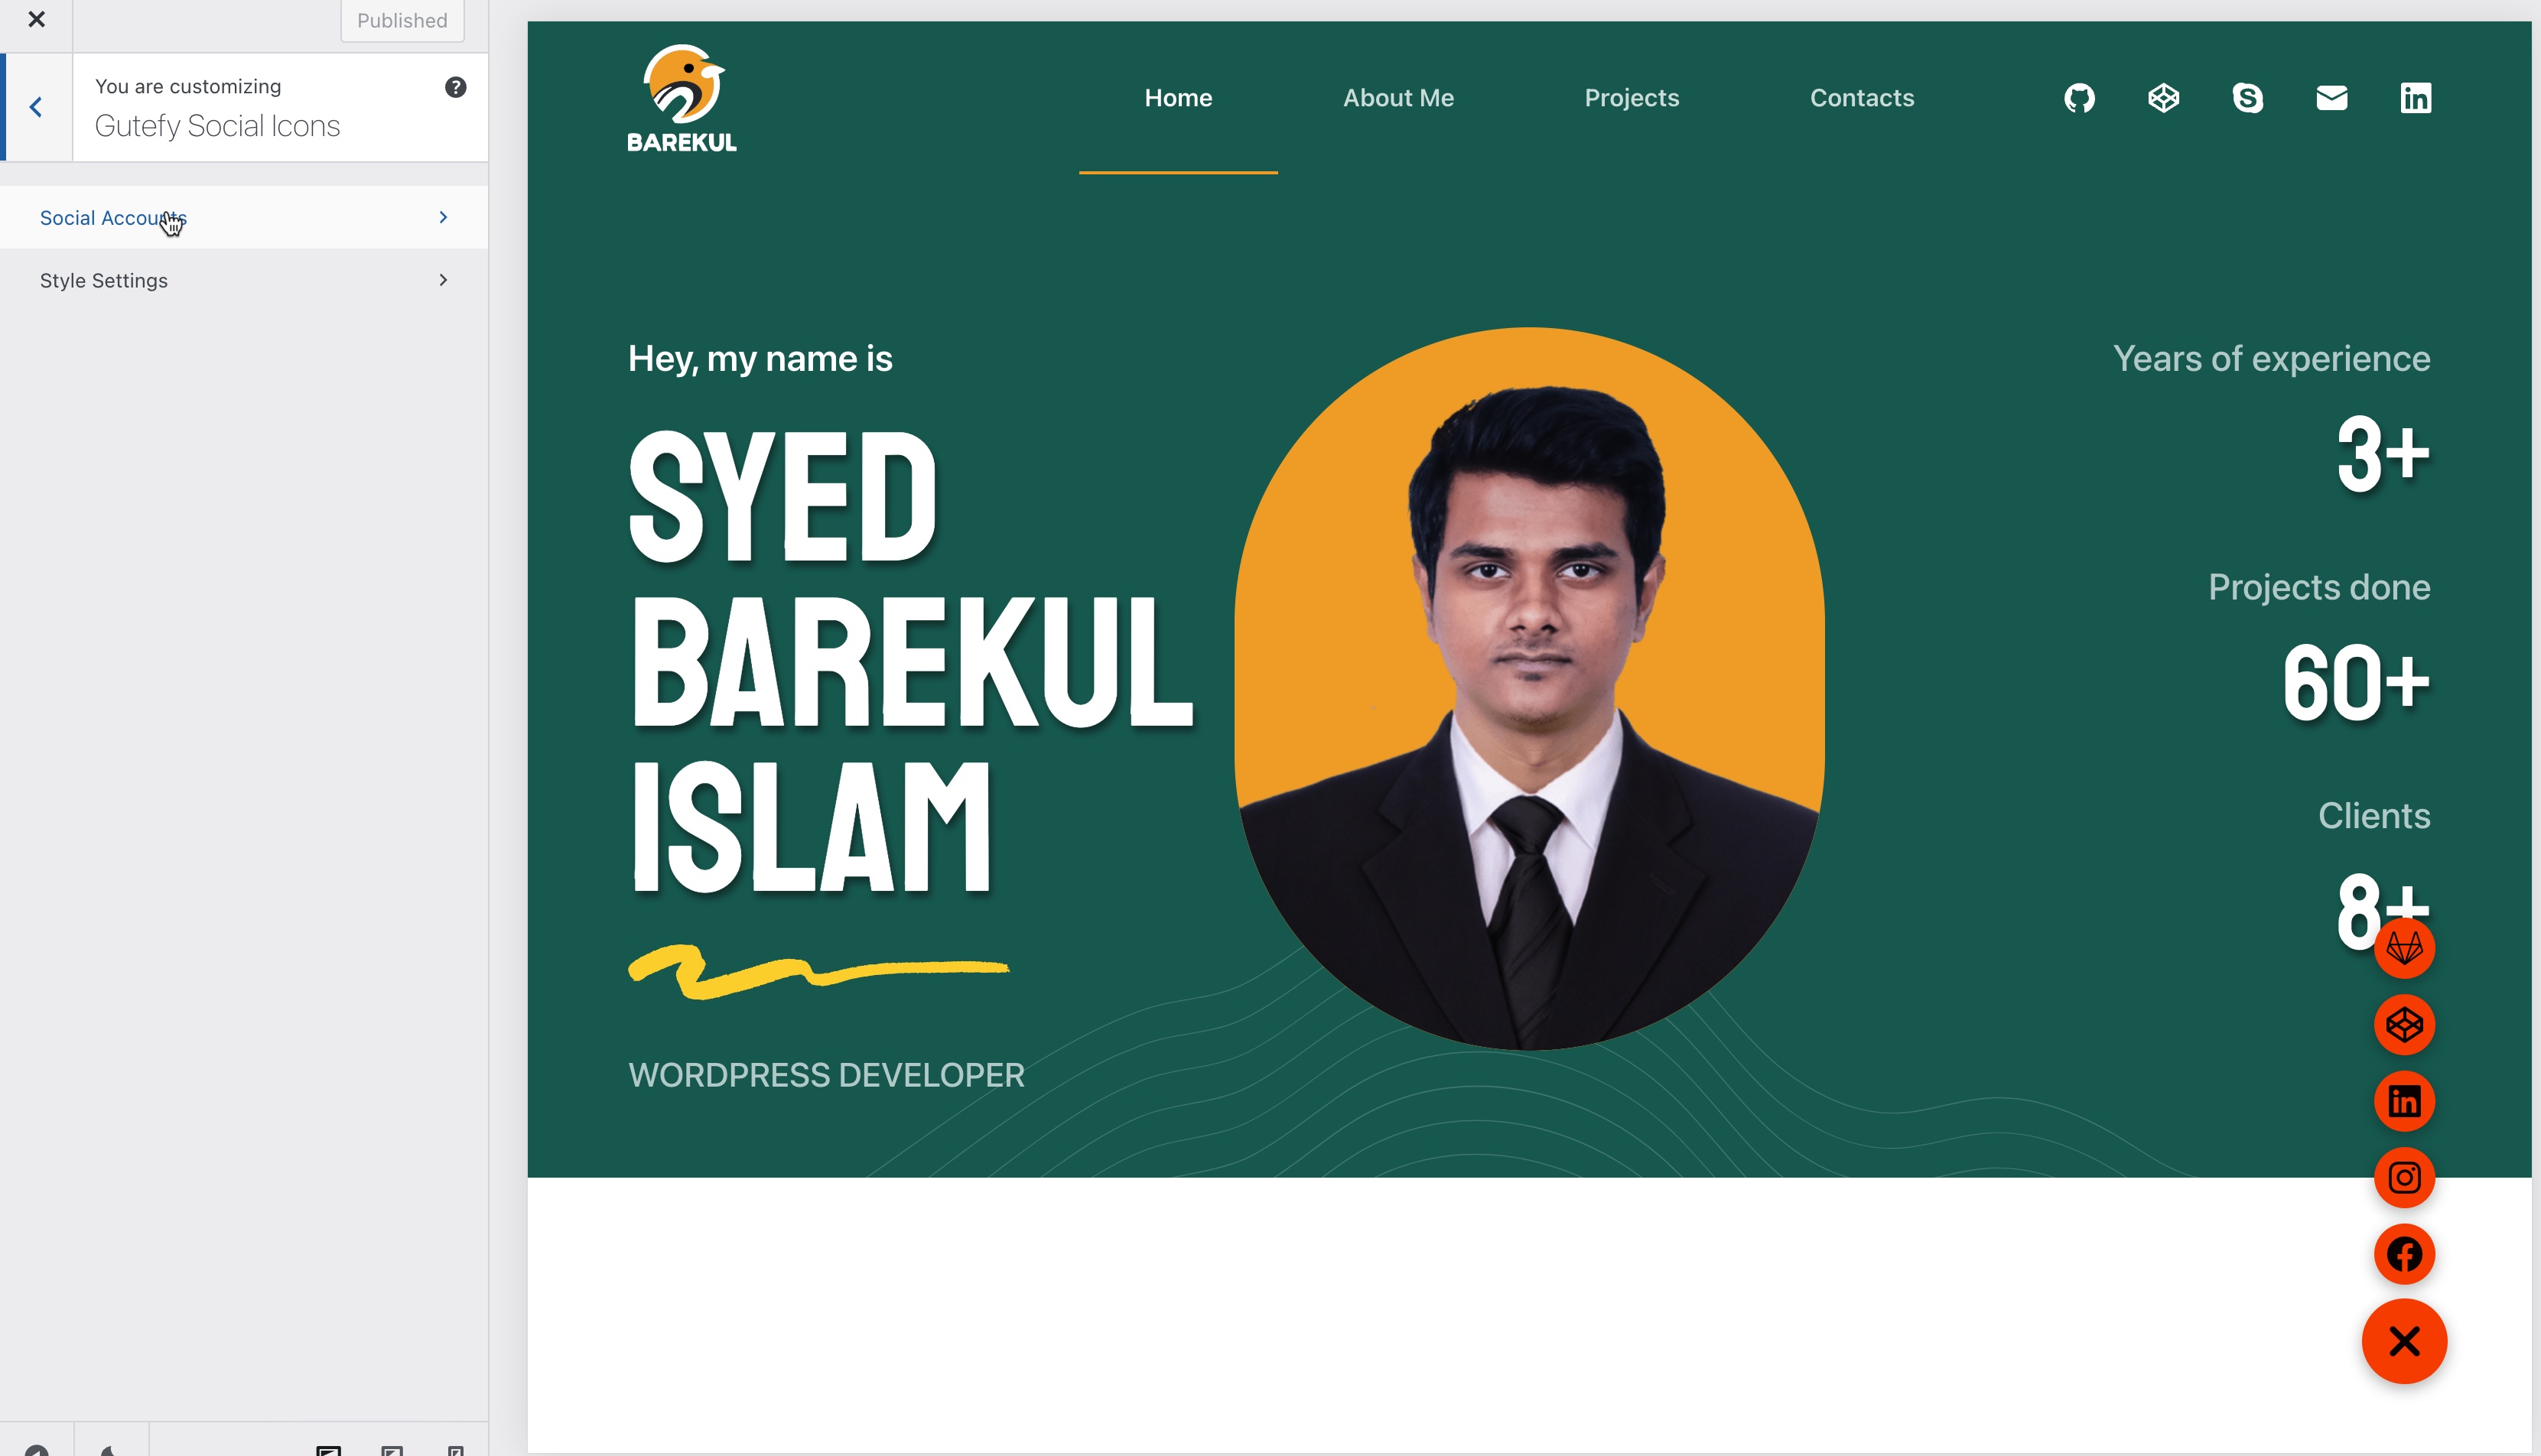 Published
You are customizing
Gutefy Social Icons
Social Accounts
Style Settings
BAREKUL
Home
About Me
Projects
Contacts
Hey, my name is
SYED
BAREKUL
ISLAM
WORDPRESS DEVELOPER
Years of experience
3+
Projects done
60+
Clients
8+